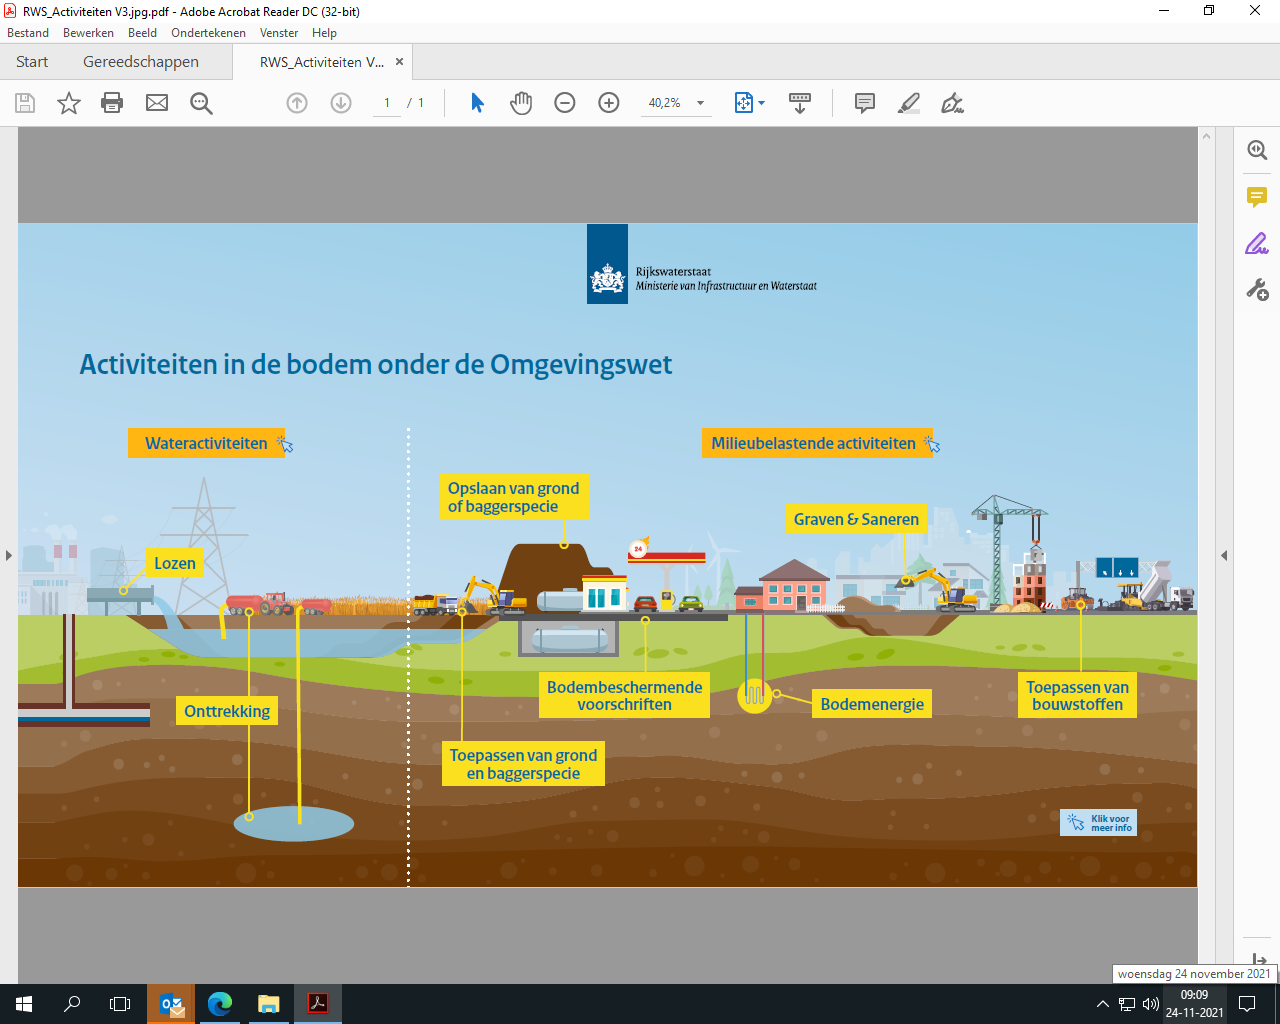 RWS_Activiteiten V3.jpg.pdf - Adobe Acrobat Reader DC (32-bit)
Bestand Bewerken Beeld Ondertekenen Venster Help
Start Gereedschappen RWS_Activiteiten V...
1 / 1 40,2%
Rijkswaterstaat
Ministerie van Infrastructuur en Waterstaat
Activiteiten in de bodem onder de Omgevingswet
Wateractiviteiten
Milieubelastende activiteiten
Opslaan van grond
of baggerspecie
Graven & Saneren
24
Lozen
Onttrekking
Bodembeschermende
voorschriften
Bodemenergie
Toepassen van
bouwstoffen
Toepassen van grond
en baggerspecie
Klik voor
meer info
woensdag 24 november 2021
09:09
24-11-2021